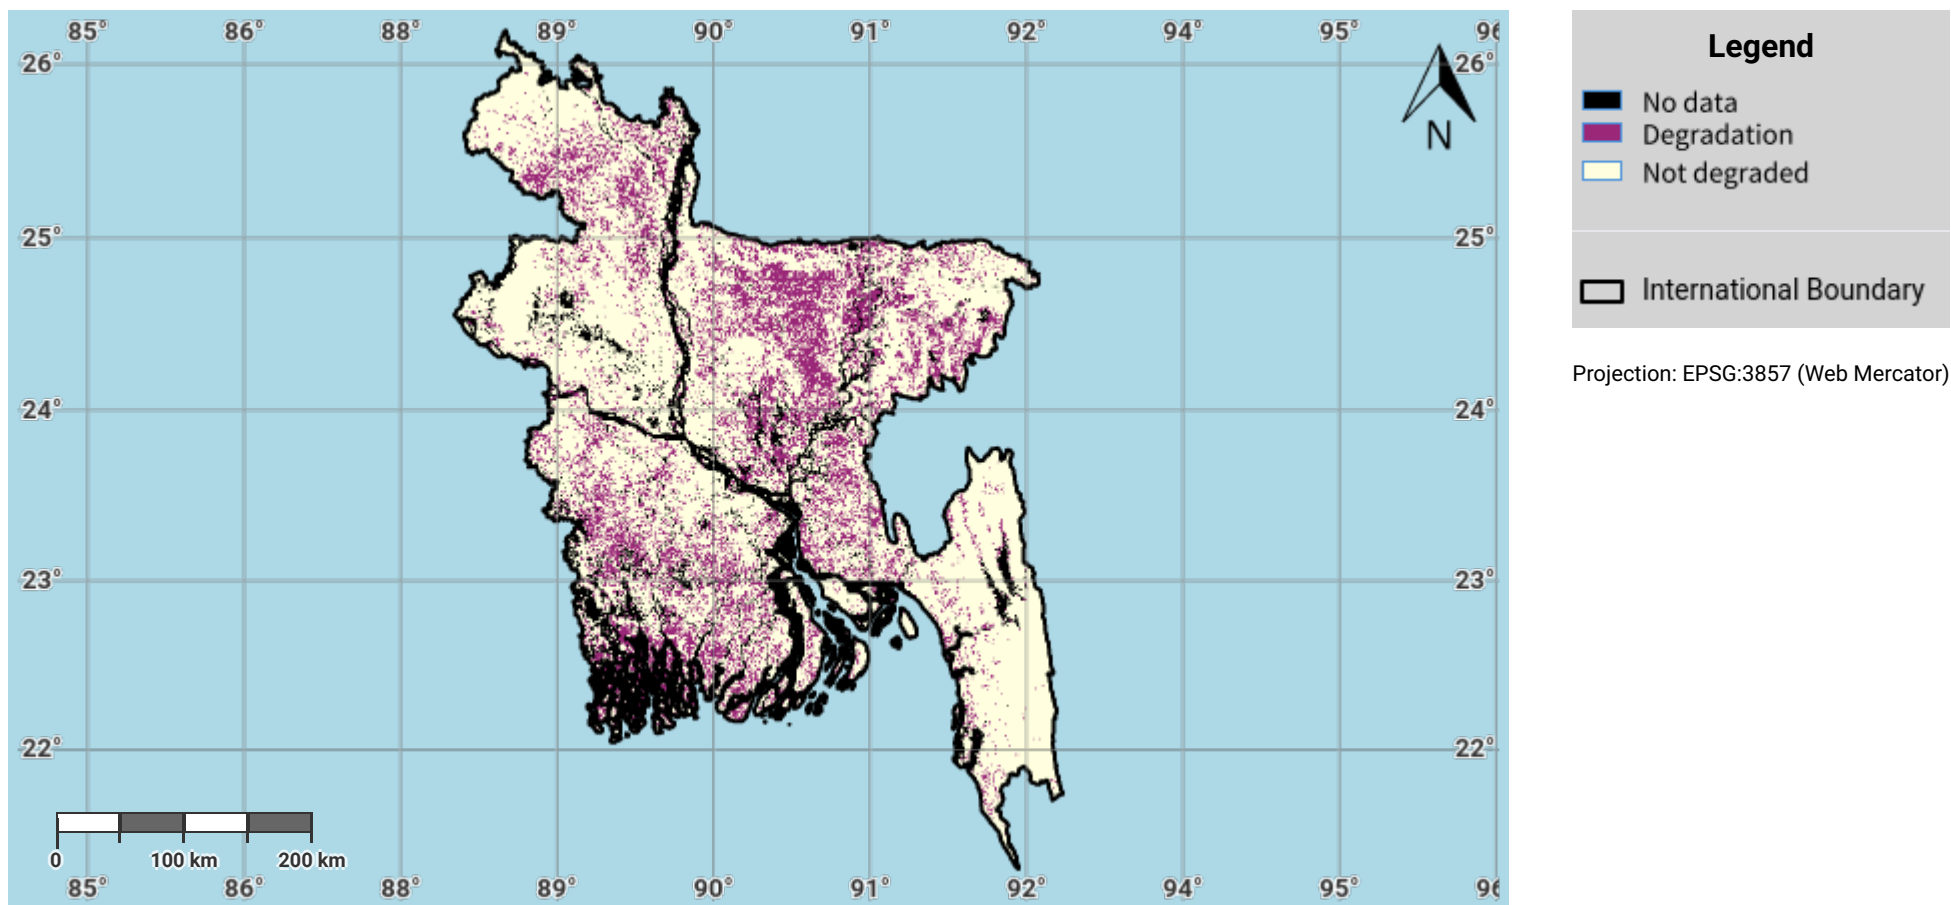 85° 86° 88° 89° 90° 91° 92° 94° 95° 96
Legend
26° 26°
No data
Degradation
N
Not degraded
25° 25°
International Boundary
Projection: EPSG:3857 (Web Mercator)
24° 24°
23° 23°
22° 22°
0 100 km 200 km
85° 86° 88° 89° 90° 91° 92° 94° 95° 96